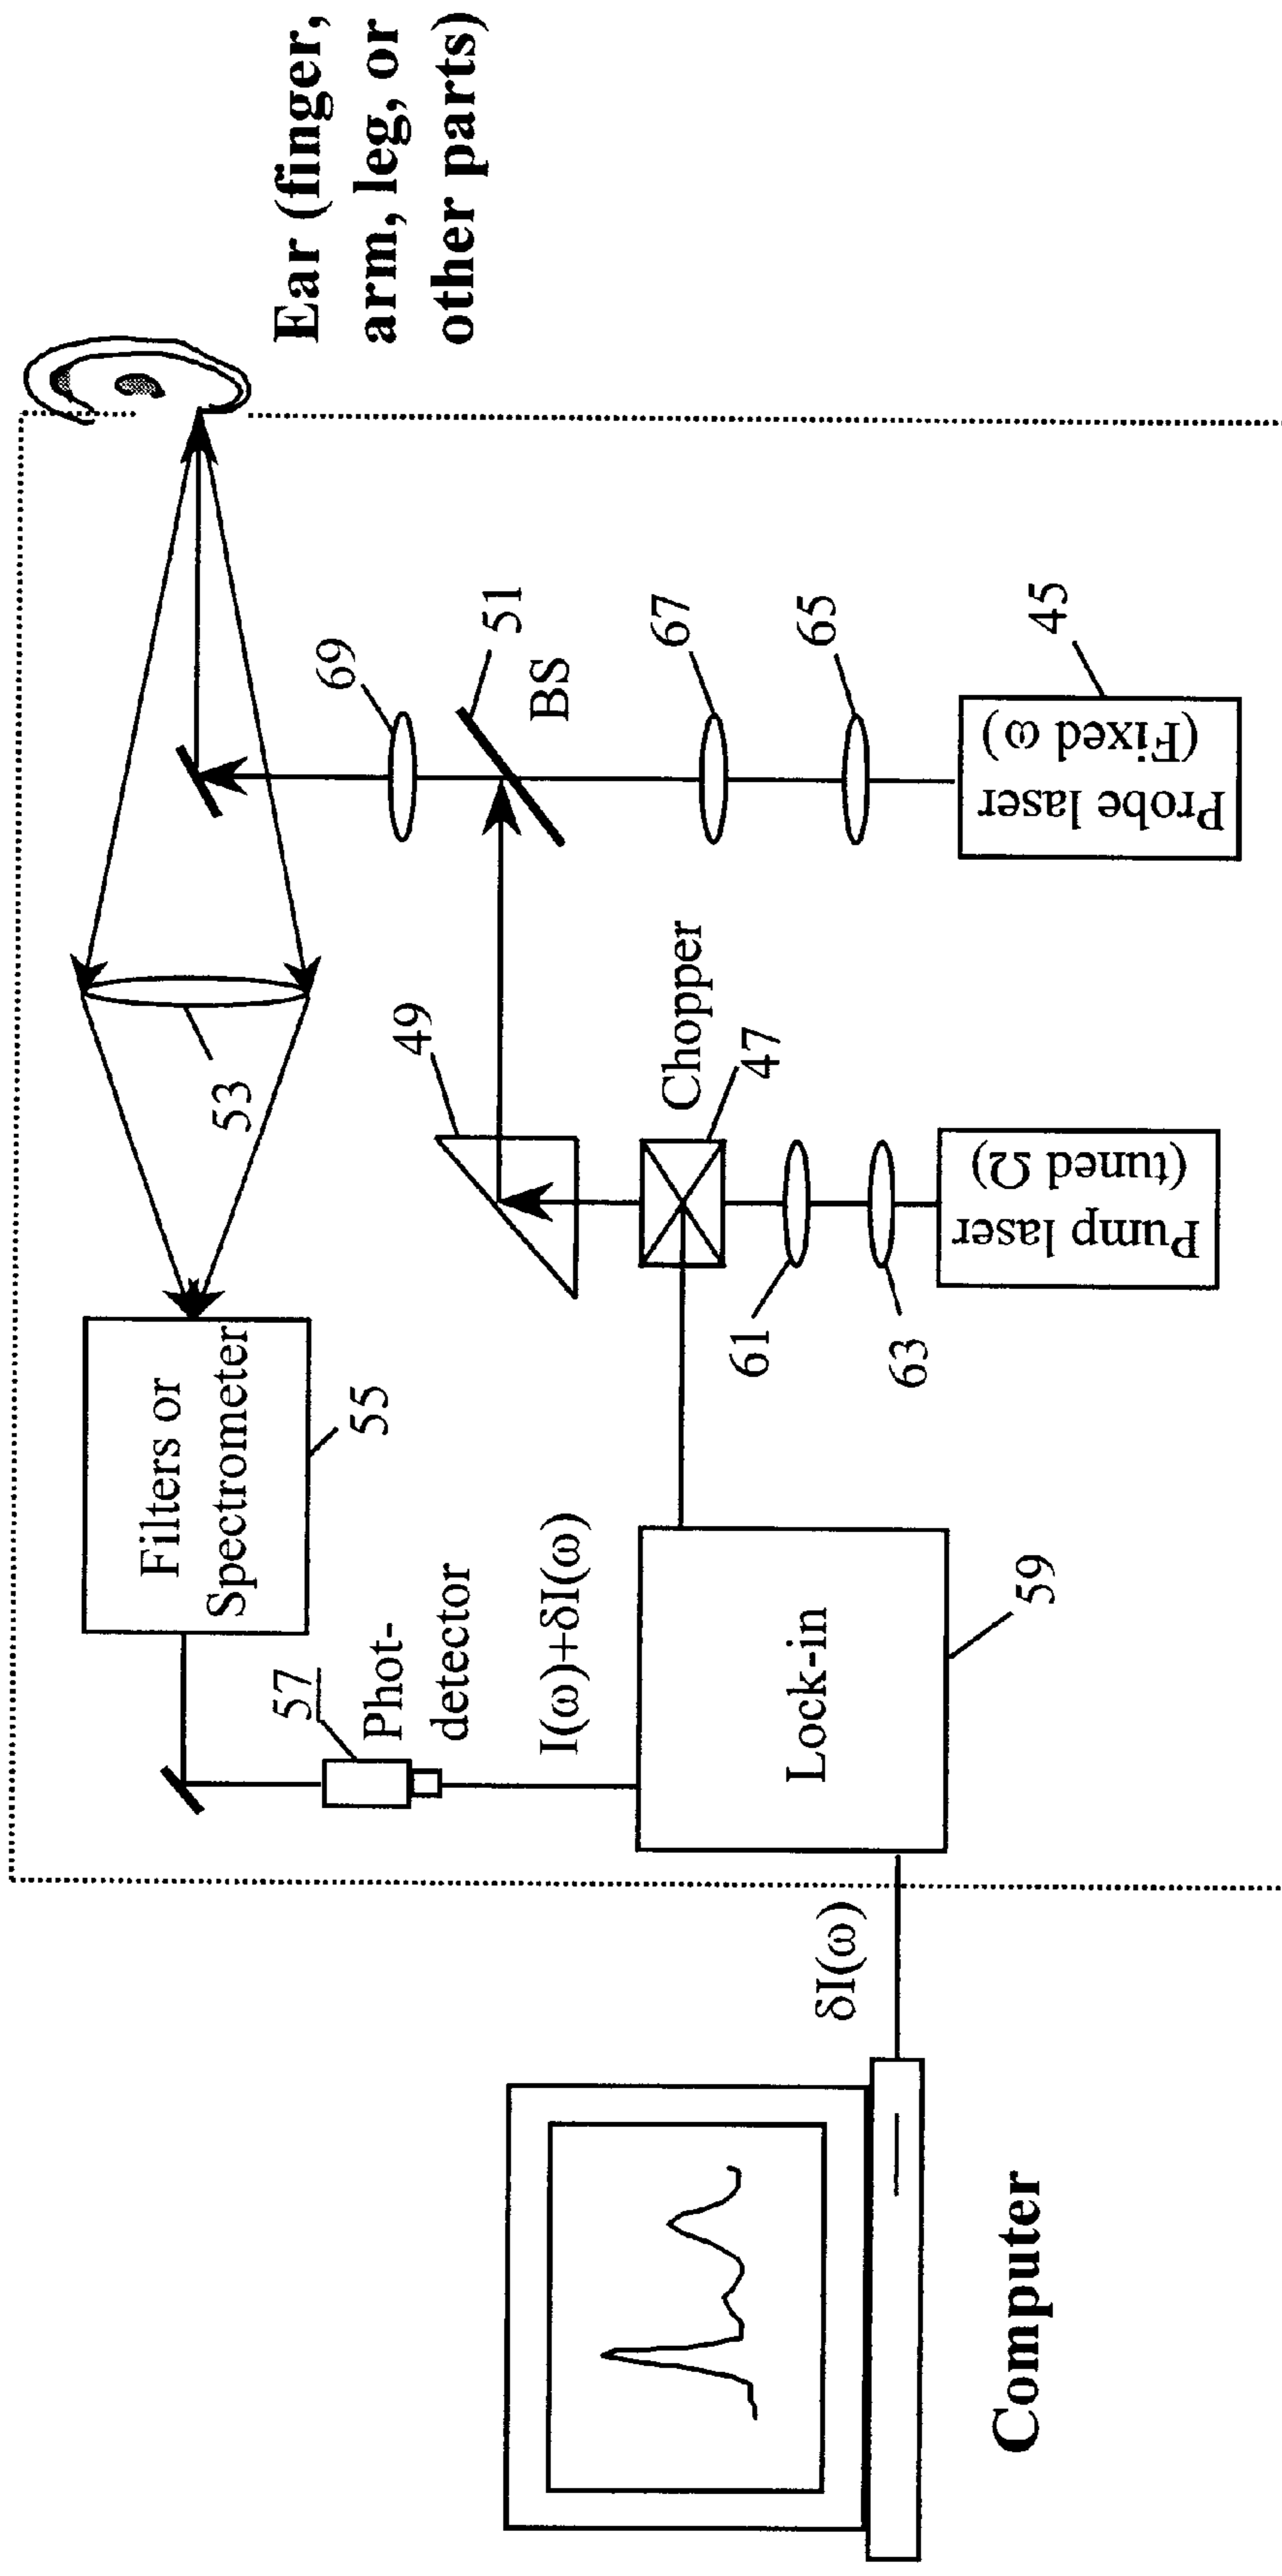 Ear (finger,
arm, leg, or
other parts)
Filters or
Spectrometer
55
53
57
Phot-
detector
I(ω)+δI(ω)
49
69
51
BS
Chopper
47
67
65
61
63
45
Probe laser
(Fixed ω)
Pump laser
(tuned Ω)
Lock-in
59
δI(ω)
Computer